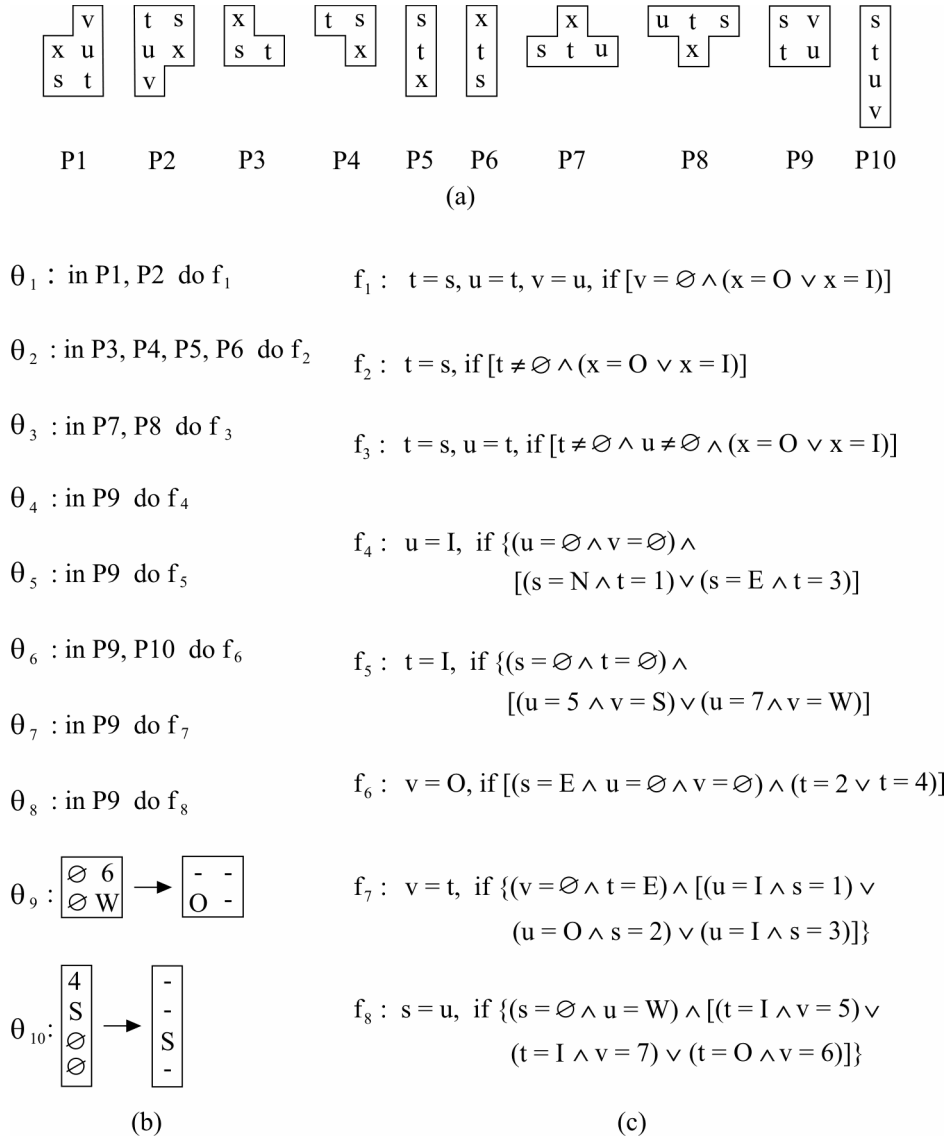 v t s x t s s x x u t s s v s
x u u x s t x t t s t u x t u t
s t v x s u
v
P1 P2 P3 P4 P5 P6 P7 P8 P9 P10
(a)
θ₁ : in P1, P2 do f₁ f₁ : t = s, u = t, v = u, if [v = ∅ ∧ (x = O ∨ x = I)]
θ₂ : in P3, P4, P5, P6 do f₂ f₂ : t = s, if [t ≠ ∅ ∧ (x = O ∨ x = I)]
θ₃ : in P7, P8 do f₃ f₃ : t = s, u = t, if [t ≠ ∅ ∧ u ≠ ∅ ∧ (x = O ∨ x = I)]
θ₄ : in P9 do f₄ f₄ : u = I, if {(u = ∅ ∧ v = ∅) ∧
[(s = N ∧ t = 1) ∨ (s = E ∧ t = 3)]
θ₅ : in P9 do f₅
θ₆ : in P9, P10 do f₆ f₅ : t = I, if {(s = ∅ ∧ t = ∅) ∧
[(u = 5 ∧ v = S) ∨ (u = 7 ∧ v = W)]
θ₇ : in P9 do f₇
θ₈ : in P9 do f₈ f₆ : v = O, if [(s = E ∧ u = ∅ ∧ v = ∅) ∧ (t = 2 ∨ t = 4)]
∅ 6 - -
θ₉ : → f₇ : v = t, if {(v = ∅ ∧ t = E) ∧ [(u = I ∧ s = 1) ∨
∅ W O -
(u = O ∧ s = 2) ∨ (u = I ∧ s = 3)]}
4 -
S -
θ₁₀ : → f₈ : s = u, if {(s = ∅ ∧ u = W) ∧ [(t = I ∧ v = 5) ∨
∅ S
(t = I ∧ v = 7) ∨ (t = O ∧ v = 6)]}
∅ -
(b) (c)